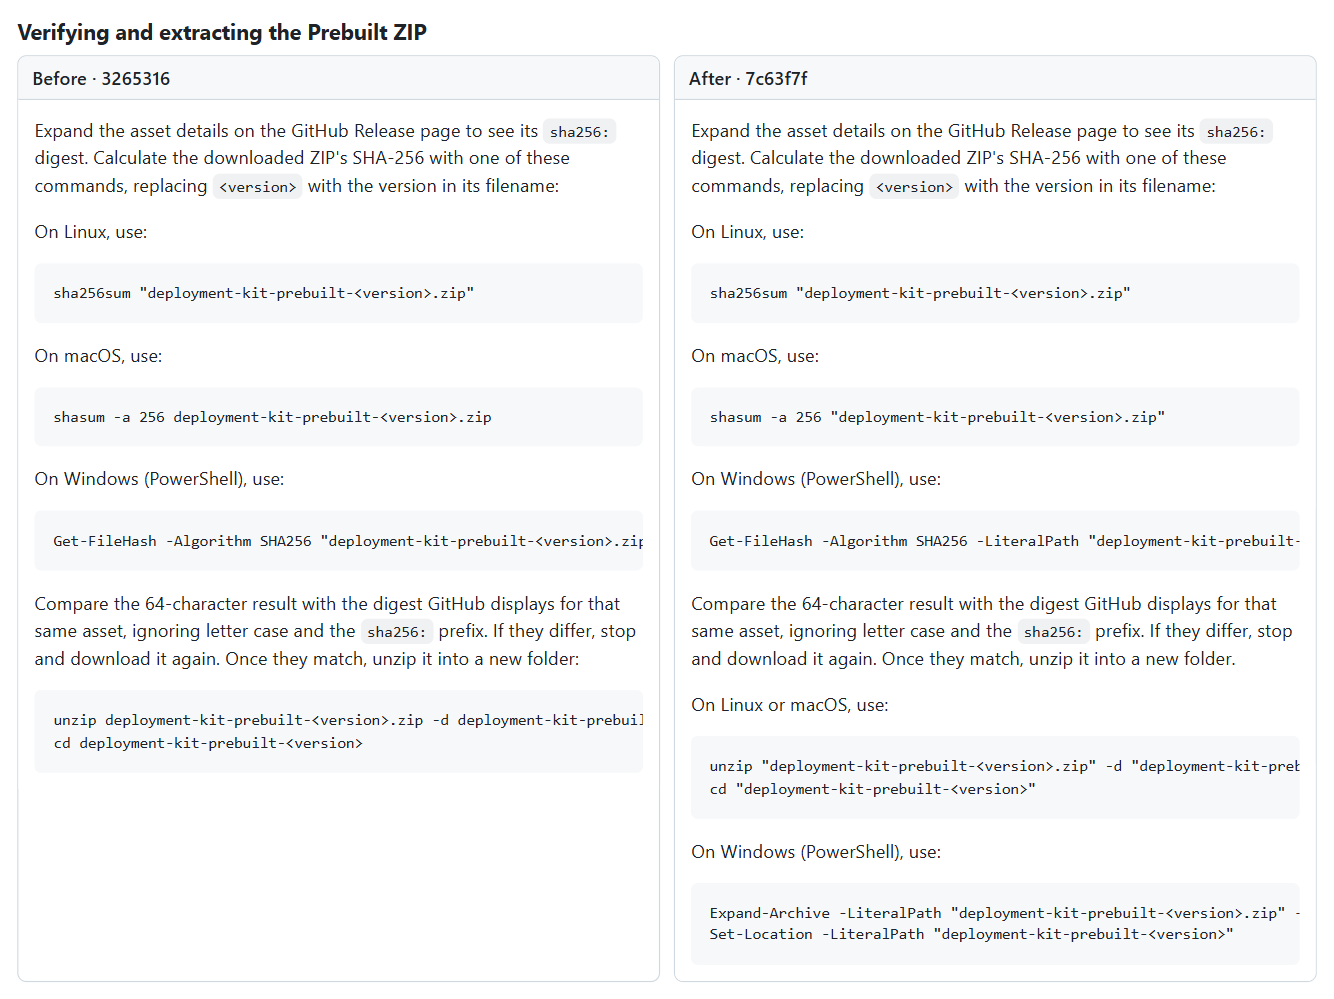 Verifying and extracting the Prebuilt ZIP
Before · 3265316
Expand the asset details on the GitHub Release page to see its sha256:
digest. Calculate the downloaded ZIP's SHA-256 with one of these
commands, replacing <version> with the version in its filename:
On Linux, use:
sha256sum "deployment-kit-prebuilt-<version>.zip"
On macOS, use:
shasum -a 256 deployment-kit-prebuilt-<version>.zip
On Windows (PowerShell), use:
Get-FileHash -Algorithm SHA256 "deployment-kit-prebuilt-<version>.zip
Compare the 64-character result with the digest GitHub displays for that
same asset, ignoring letter case and the sha256: prefix. If they differ, stop
and download it again. Once they match, unzip it into a new folder:
unzip deployment-kit-prebuilt-<version>.zip -d deployment-kit-prebuil
cd deployment-kit-prebuilt-<version>
After · 7c63f7f
Expand the asset details on the GitHub Release page to see its sha256:
digest. Calculate the downloaded ZIP's SHA-256 with one of these
commands, replacing <version> with the version in its filename:
On Linux, use:
sha256sum "deployment-kit-prebuilt-<version>.zip"
On macOS, use:
shasum -a 256 "deployment-kit-prebuilt-<version>.zip"
On Windows (PowerShell), use:
Get-FileHash -Algorithm SHA256 -LiteralPath "deployment-kit-prebuilt-
Compare the 64-character result with the digest GitHub displays for that
same asset, ignoring letter case and the sha256: prefix. If they differ, stop
and download it again. Once they match, unzip it into a new folder.
On Linux or macOS, use:
unzip "deployment-kit-prebuilt-<version>.zip" -d "deployment-kit-preb
cd "deployment-kit-prebuilt-<version>"
On Windows (PowerShell), use:
Expand-Archive -LiteralPath "deployment-kit-prebuilt-<version>.zip" -
Set-Location -LiteralPath "deployment-kit-prebuilt-<version>"